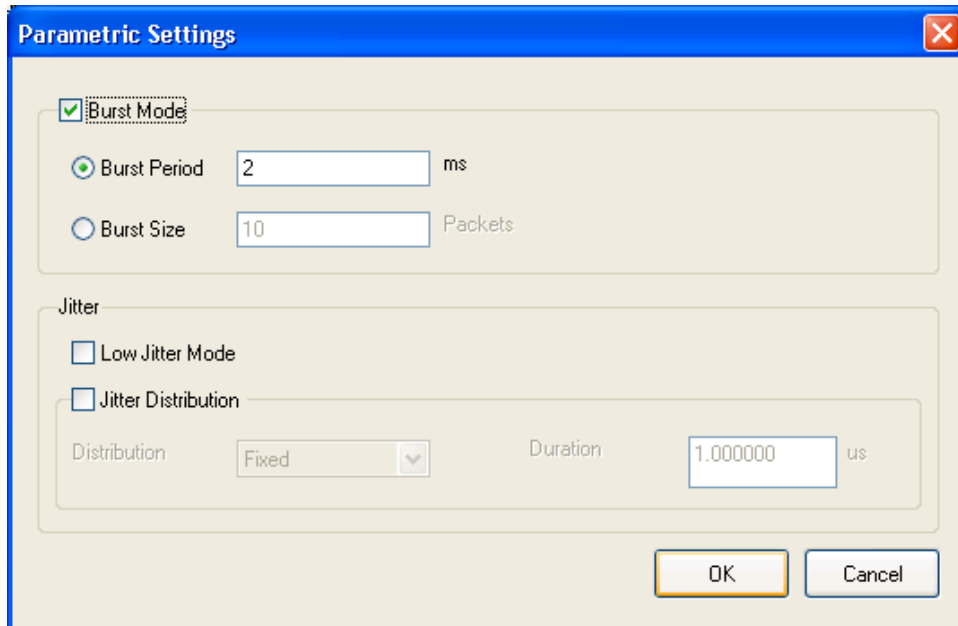 Parametric Settings
Burst Mode
Burst Period 2 ms
Burst Size 10 Packets
Jitter
Low Jitter Mode
Jitter Distribution
Distribution Fixed Duration 1.000000 us
OK Cancel